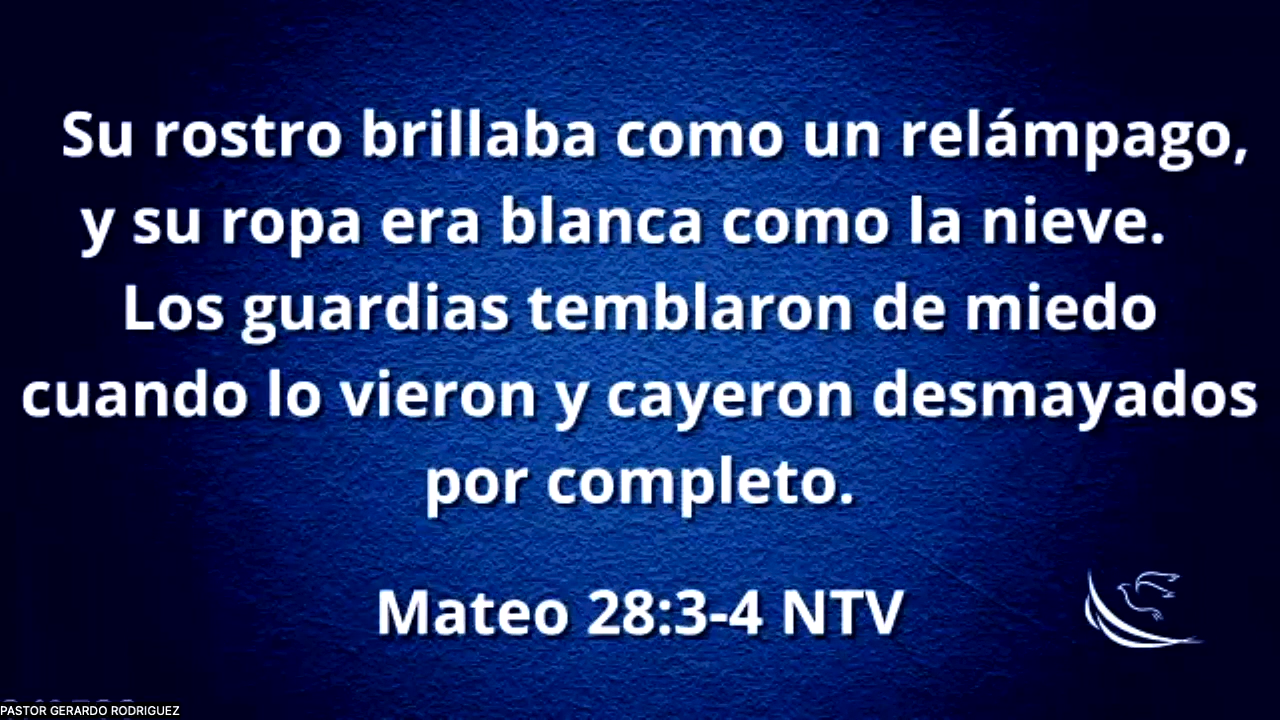 Su rostro brillaba como un relámpago,
y su ropa era blanca como la nieve.
Los guardias temblaron de miedo
cuando lo vieron y cayeron desmayados
por completo.
Mateo 28:3-4 NTV
PASTOR GERARDO RODRIGUEZ